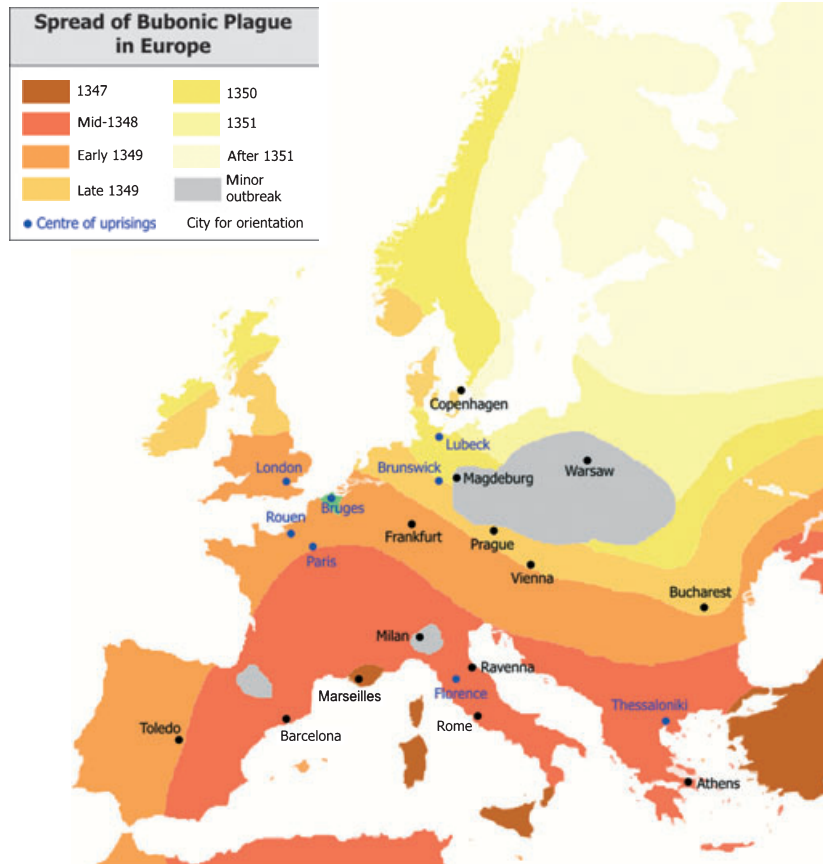 Spread of Bubonic Plague
in Europe
1347
1350
Mid-1348
1351
Early 1349
After 1351
Late 1349
Minor
outbreak
Centre of uprisings
City for orientation
Copenhagen
Lubeck
Brunswick
Magdeburg
Warsaw
London
Bruges
Rouen
Frankfurt
Prague
Paris
Vienna
Bucharest
Milan
Ravenna
Marseilles
Florence
Thessaloniki
Toledo
Barcelona
Rome
Athens